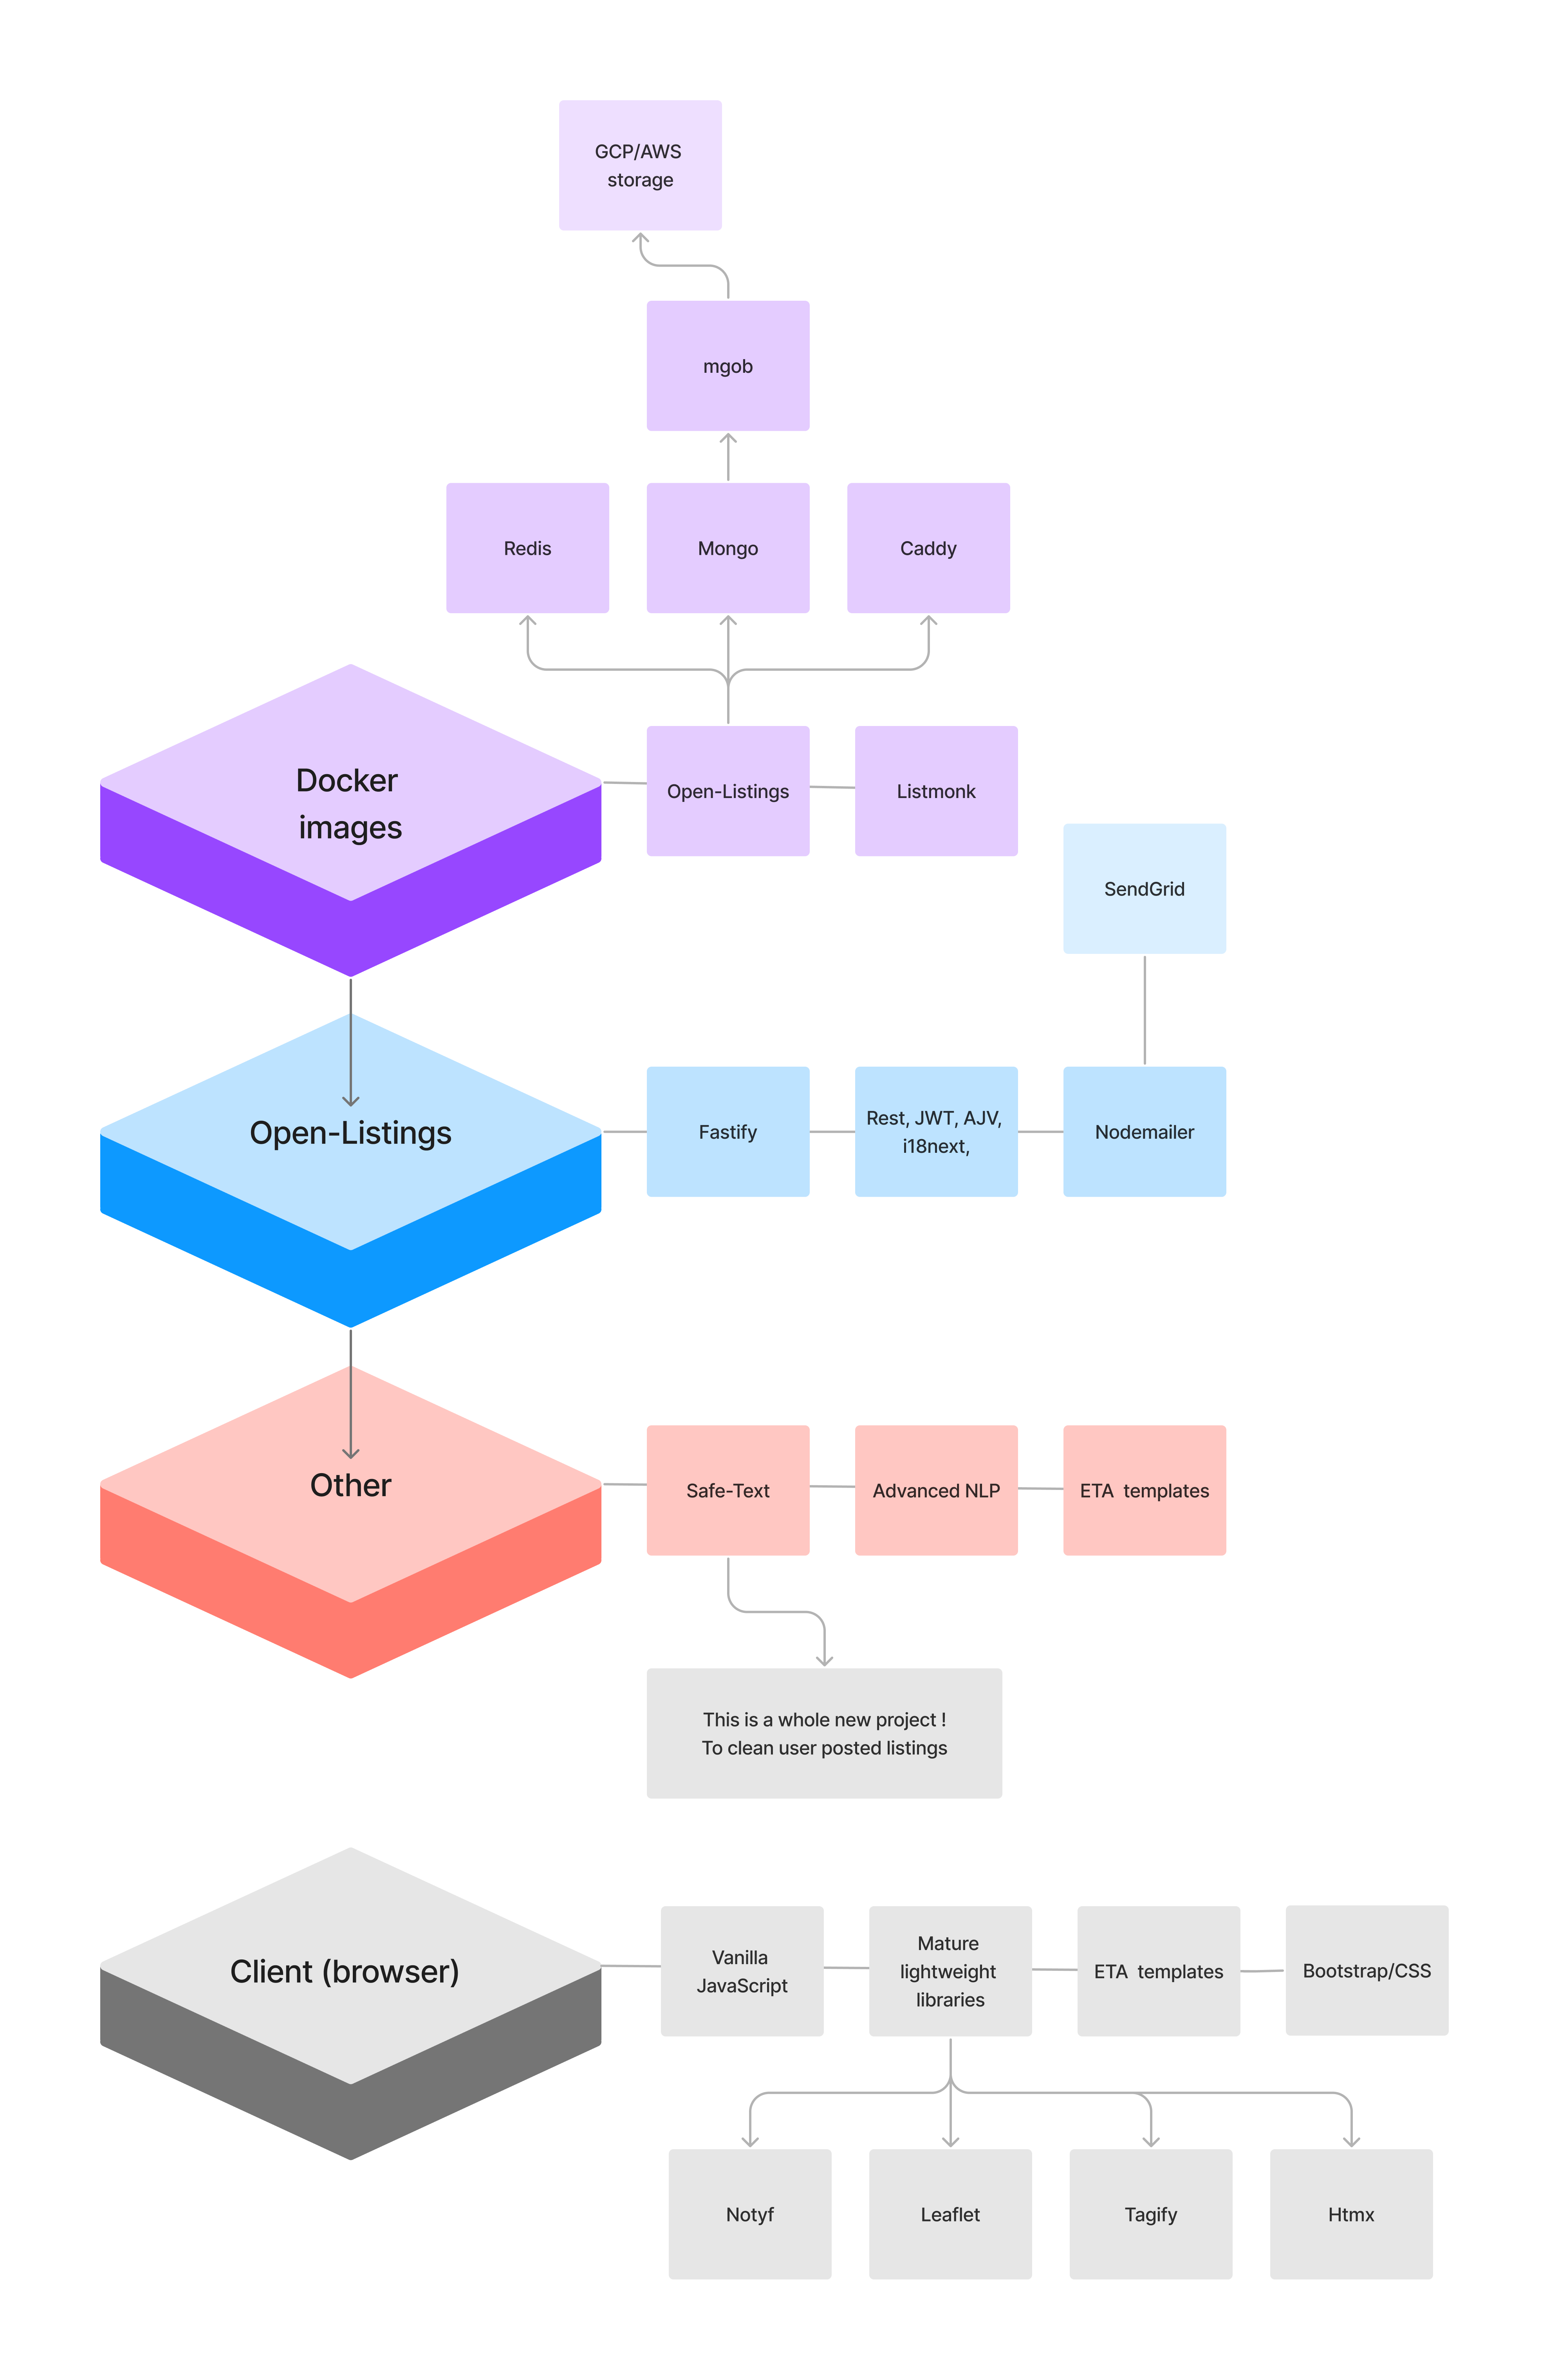 GCP/AWS
storage
mgob
Redis
Mongo
Caddy
Docker
images
Open-Listings
Listmonk
SendGrid
Open-Listings
Fastify
Rest, JWT, AJV,
i18next,
Nodemailer
Other
Safe-Text
Advanced NLP
ETA templates
This is a whole new project !
To clean user posted listings
Client (browser)
Vanilla
JavaScript
Mature
lightweight
libraries
ETA templates
Bootstrap/CSS
Notyf
Leaflet
Tagify
Htmx